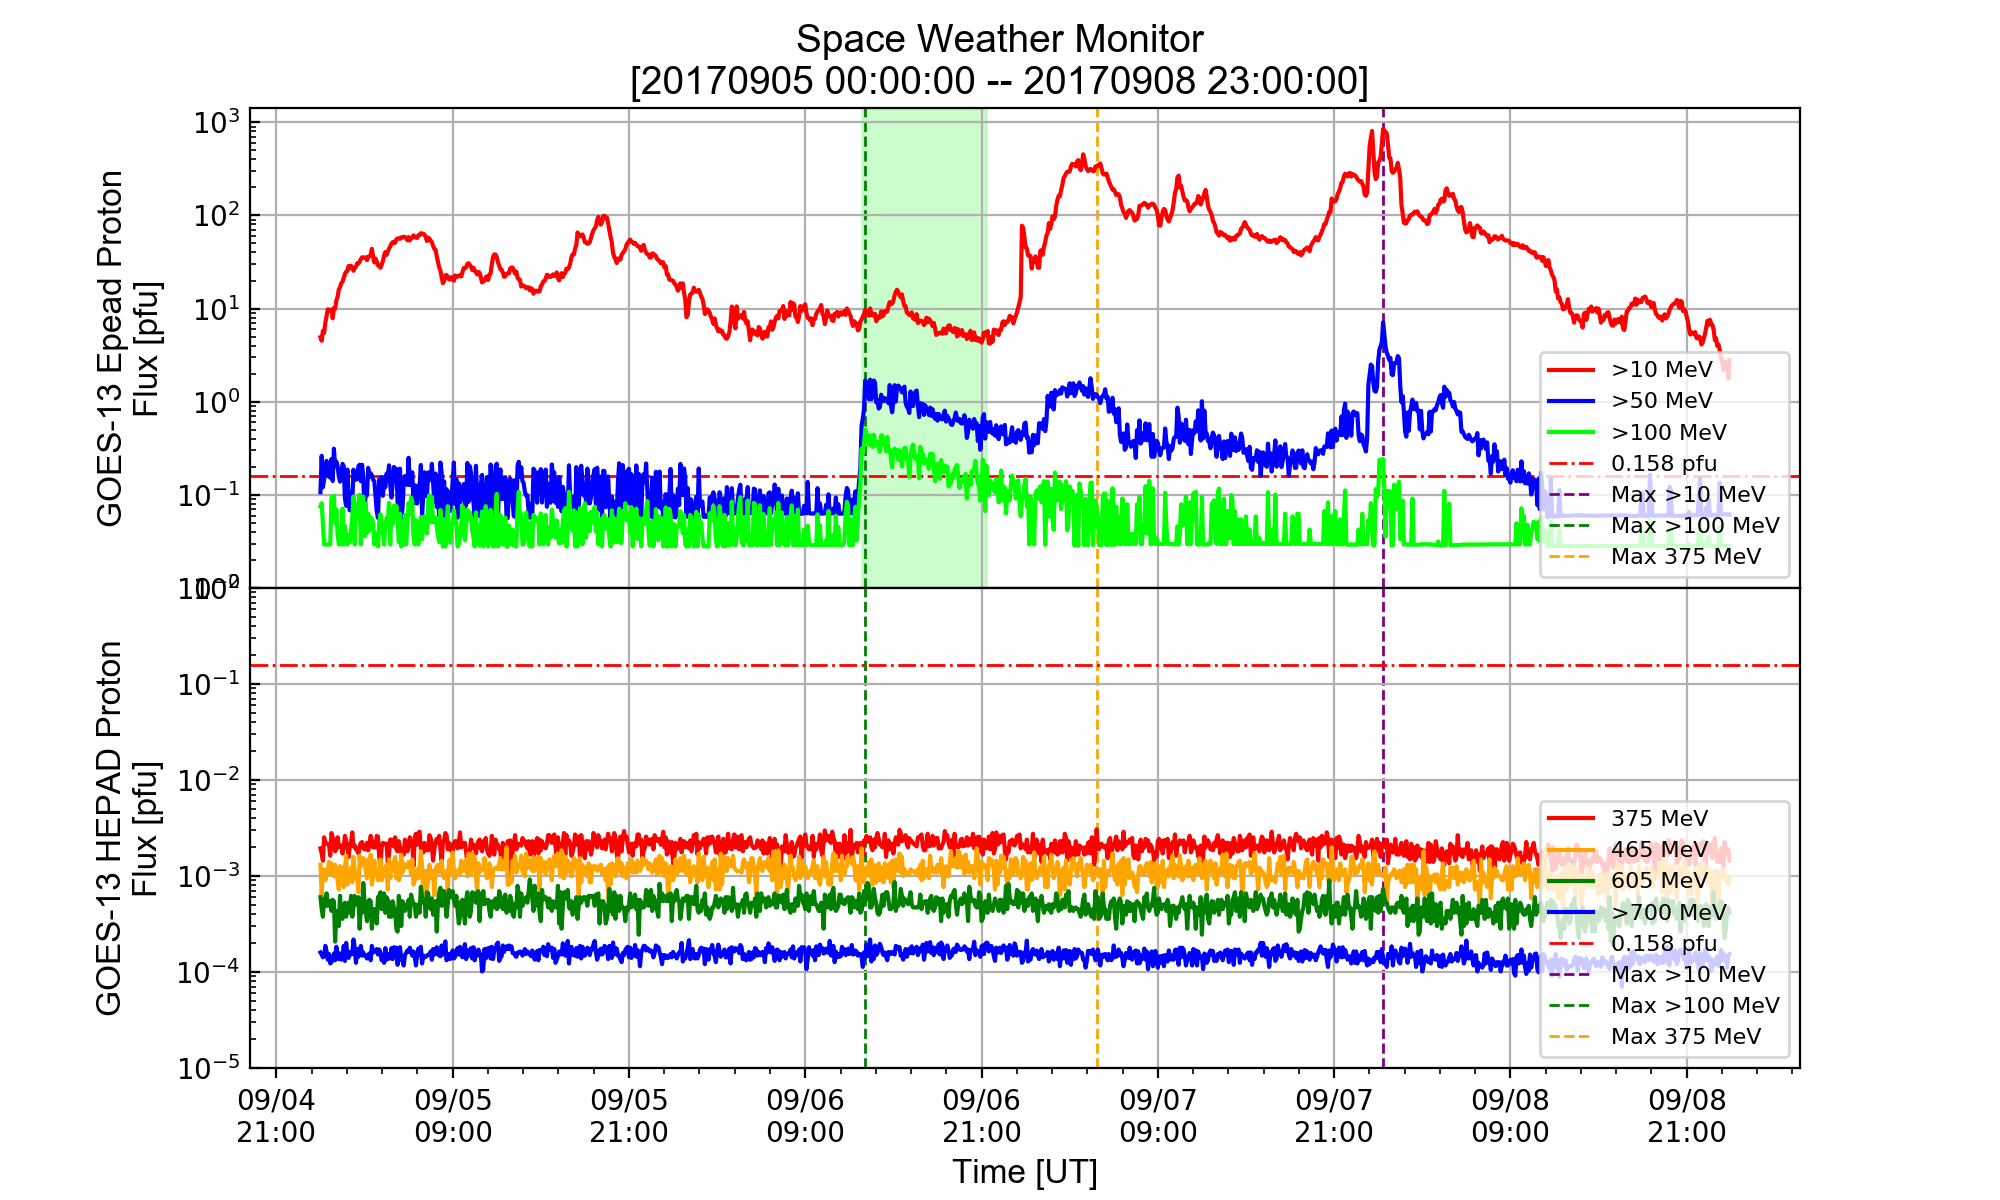 Space Weather Monitor
[20170905 00:00:00 -- 20170908 23:00:00]
GOES-13 Epead Proton
Flux [pfu]
10³
10²
10¹
10⁰
10⁻¹
10⁻²
>10 MeV
>50 MeV
>100 MeV
0.158 pfu
Max >10 MeV
Max >100 MeV
Max 375 MeV
GOES-13 HEPAD Proton
Flux [pfu]
10⁰
10⁻¹
10⁻²
10⁻³
10⁻⁴
10⁻⁵
375 MeV
465 MeV
605 MeV
>700 MeV
0.158 pfu
Max >10 MeV
Max >100 MeV
Max 375 MeV
09/04 09/05 09/05 09/06 09/06 09/07 09/07 09/08 09/08
21:00 09:00 21:00 09:00 21:00 09:00 21:00 09:00 21:00
Time [UT]